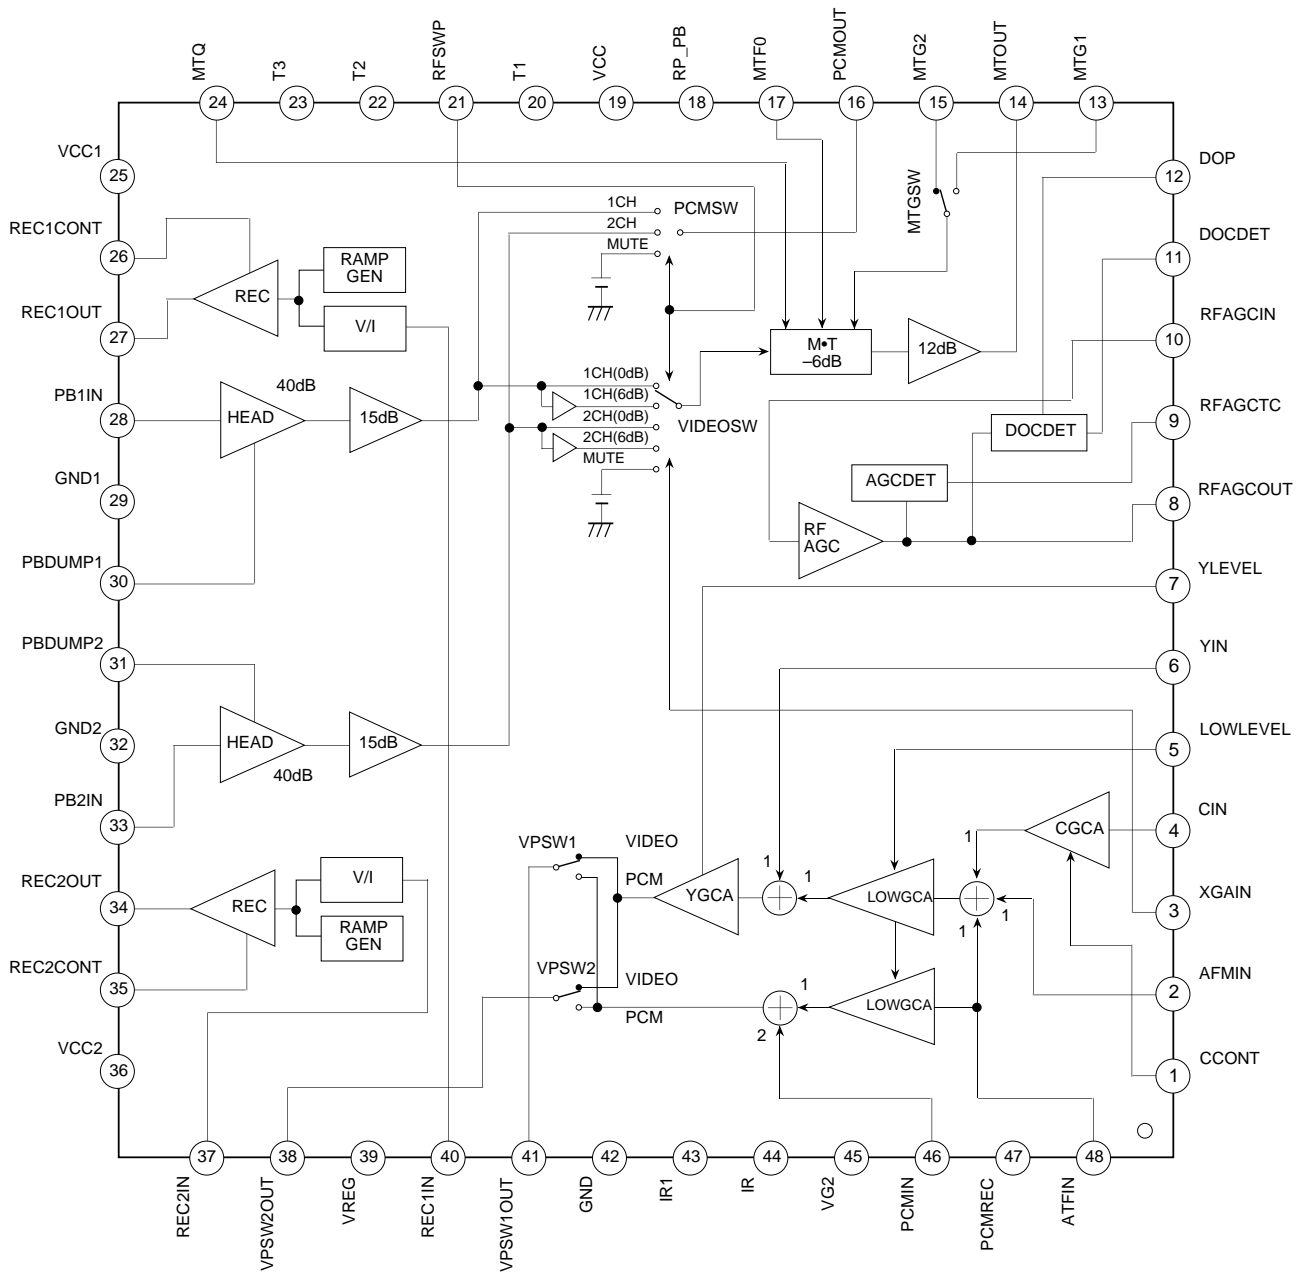 MTQ
T3
T2
RFSWP
T1
VCC
RP_PB
MTF0
PCMOUT
MTG2
MTOUT
MTG1
24
23
22
21
20
19
18
17
16
15
14
13
VCC1
25
REC1CONT
26
REC1OUT
27
PB1IN
28
GND1
29
PBDUMP1
30
PBDUMP2
31
GND2
32
PB2IN
33
REC2OUT
34
REC2CONT
35
VCC2
36
DOP
12
DOCDET
11
RFAGCIN
10
RFAGCTC
9
RFAGCOUT
8
YLEVEL
7
YIN
6
LOWLEVEL
5
CIN
4
XGAIN
3
AFMIN
2
CCONT
1
REC
RAMP
GEN
V/I
HEAD
40dB
15dB
HEAD
40dB
15dB
REC
V/I
RAMP
GEN
1CH
2CH
MUTE
PCMSW
1CH(0dB)
1CH(6dB)
2CH(0dB)
2CH(6dB)
MUTE
VIDEOSW
MTGSW
M•T
–6dB
12dB
DOCDET
AGCDET
RF
AGC
VPSW1
VIDEO
PCM
YGCA
1
1
LOWGCA
1
1
1
CGCA
VPSW2
VIDEO
PCM
1
2
LOWGCA
37
38
39
40
41
42
43
44
45
46
47
48
REC2IN
VPSW2OUT
VREG
REC1IN
VPSW1OUT
GND
IR1
IR
VG2
PCMIN
PCMREC
ATFIN